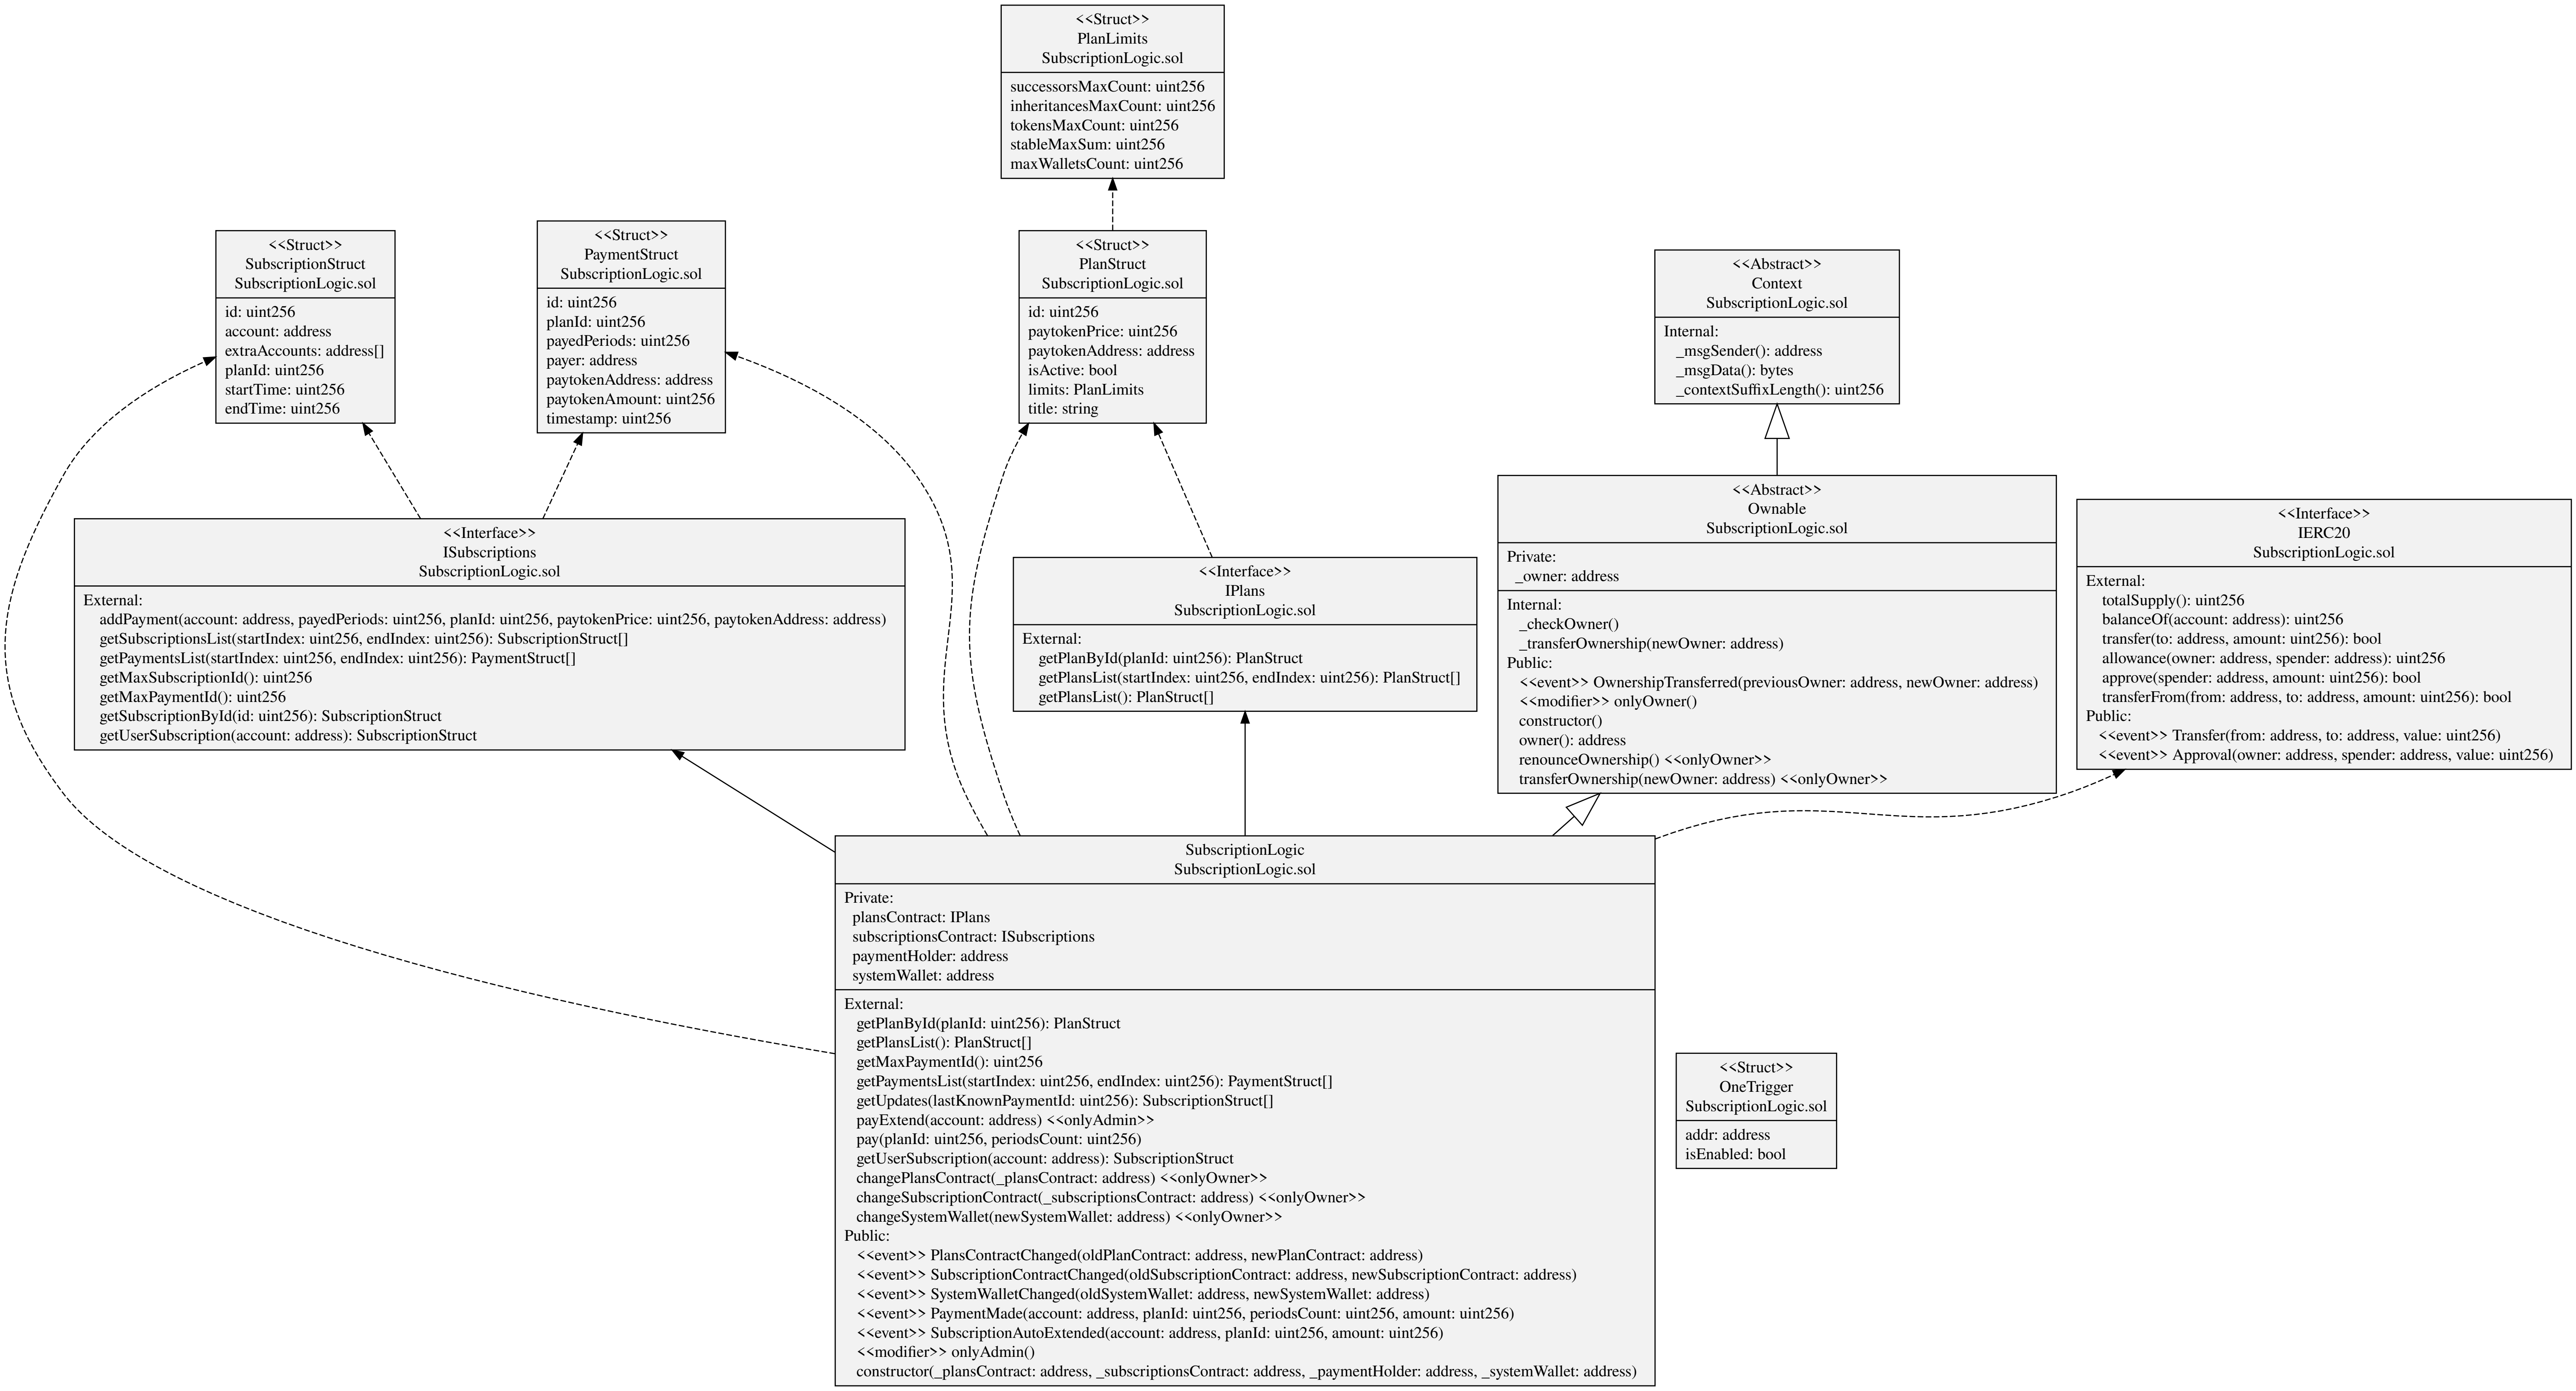 <<Struct>>
PlanLimits
SubscriptionLogic.sol
successorsMaxCount: uint256
inheritancesMaxCount: uint256
tokensMaxCount: uint256
stableMaxSum: uint256
maxWalletsCount: uint256
<<Struct>>
SubscriptionStruct
SubscriptionLogic.sol
id: uint256
account: address
extraAccounts: address[]
planId: uint256
startTime: uint256
endTime: uint256
<<Struct>>
PaymentStruct
SubscriptionLogic.sol
id: uint256
planId: uint256
payedPeriods: uint256
payer: address
paytokenAddress: address
paytokenAmount: uint256
timestamp: uint256
<<Struct>>
PlanStruct
SubscriptionLogic.sol
id: uint256
paytokenPrice: uint256
paytokenAddress: address
isActive: bool
limits: PlanLimits
title: string
<<Abstract>>
Context
SubscriptionLogic.sol
Internal:
_msgSender(): address
_msgData(): bytes
_contextSuffixLength(): uint256
<<Interface>>
ISubscriptions
SubscriptionLogic.sol
External:
addPayment(account: address, payedPeriods: uint256, planId: uint256, paytokenPrice: uint256, paytokenAddress: address)
getSubscriptionsList(startIndex: uint256, endIndex: uint256): SubscriptionStruct[]
getPaymentsList(startIndex: uint256, endIndex: uint256): PaymentStruct[]
getMaxSubscriptionId(): uint256
getMaxPaymentId(): uint256
getSubscriptionById(id: uint256): SubscriptionStruct
getUserSubscription(account: address): SubscriptionStruct
<<Interface>>
IPlans
SubscriptionLogic.sol
External:
getPlanById(planId: uint256): PlanStruct
getPlansList(startIndex: uint256, endIndex: uint256): PlanStruct[]
getPlansList(): PlanStruct[]
<<Abstract>>
Ownable
SubscriptionLogic.sol
Private:
_owner: address
Internal:
_checkOwner()
_transferOwnership(newOwner: address)
Public:
<<event>> OwnershipTransferred(previousOwner: address, newOwner: address)
<<modifier>> onlyOwner()
constructor()
owner(): address
renounceOwnership() <<onlyOwner>>
transferOwnership(newOwner: address) <<onlyOwner>>
<<Interface>>
IERC20
SubscriptionLogic.sol
External:
totalSupply(): uint256
balanceOf(account: address): uint256
transfer(to: address, amount: uint256): bool
allowance(owner: address, spender: address): uint256
approve(spender: address, amount: uint256): bool
transferFrom(from: address, to: address, amount: uint256): bool
Public:
<<event>> Transfer(from: address, to: address, value: uint256)
<<event>> Approval(owner: address, spender: address, value: uint256)
SubscriptionLogic
SubscriptionLogic.sol
Private:
plansContract: IPlans
subscriptionsContract: ISubscriptions
paymentHolder: address
systemWallet: address
External:
getPlanById(planId: uint256): PlanStruct
getPlansList(): PlanStruct[]
getMaxPaymentId(): uint256
getPaymentsList(startIndex: uint256, endIndex: uint256): PaymentStruct[]
getUpdates(lastKnownPaymentId: uint256): SubscriptionStruct[]
payExtend(account: address) <<onlyAdmin>>
pay(planId: uint256, periodsCount: uint256)
getUserSubscription(account: address): SubscriptionStruct
changePlansContract(_plansContract: address) <<onlyOwner>>
changeSubscriptionContract(_subscriptionsContract: address) <<onlyOwner>>
changeSystemWallet(newSystemWallet: address) <<onlyOwner>>
Public:
<<event>> PlansContractChanged(oldPlanContract: address, newPlanContract: address)
<<event>> SubscriptionContractChanged(oldSubscriptionContract: address, newSubscriptionContract: address)
<<event>> SystemWalletChanged(oldSystemWallet: address, newSystemWallet: address)
<<event>> PaymentMade(account: address, planId: uint256, periodsCount: uint256, amount: uint256)
<<event>> SubscriptionAutoExtended(account: address, planId: uint256, amount: uint256)
<<modifier>> onlyAdmin()
constructor(_plansContract: address, _subscriptionsContract: address, _paymentHolder: address, _systemWallet: address)
<<Struct>>
OneTrigger
SubscriptionLogic.sol
addr: address
isEnabled: bool